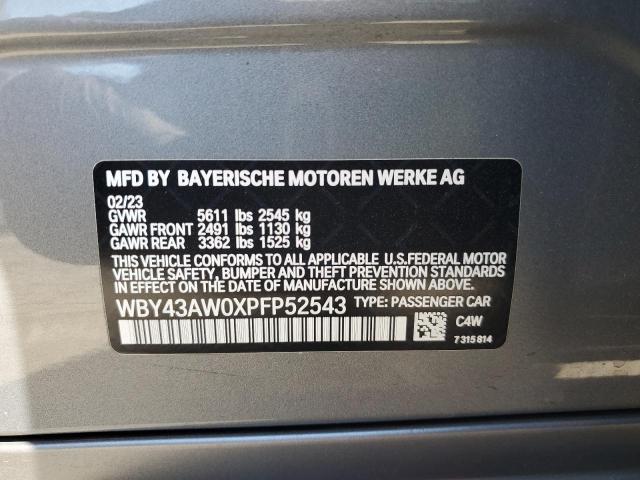 MFD BY BAYERISCHE MOTOREN WERKE AG
02/23
GVWR 5611 lbs 2545 kg
GAWR FRONT 2491 lbs 1130 kg
GAWR REAR 3362 lbs 1525 kg
THIS VEHICLE CONFORMS TO ALL APPLICABLE U.S.FEDERAL MOTOR
VEHICLE SAFETY, BUMPER AND THEFT PREVENTION STANDARDS
IN EFFECT ON THE DATE OF MANUFACTURE SHOWN ABOVE.
WBY43AW0XPFP52543 TYPE: PASSENGER CAR
C4W
7 315 814